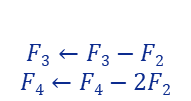 F₃ ← F₃ − F₂
F₄ ← F₄ − 2F₂